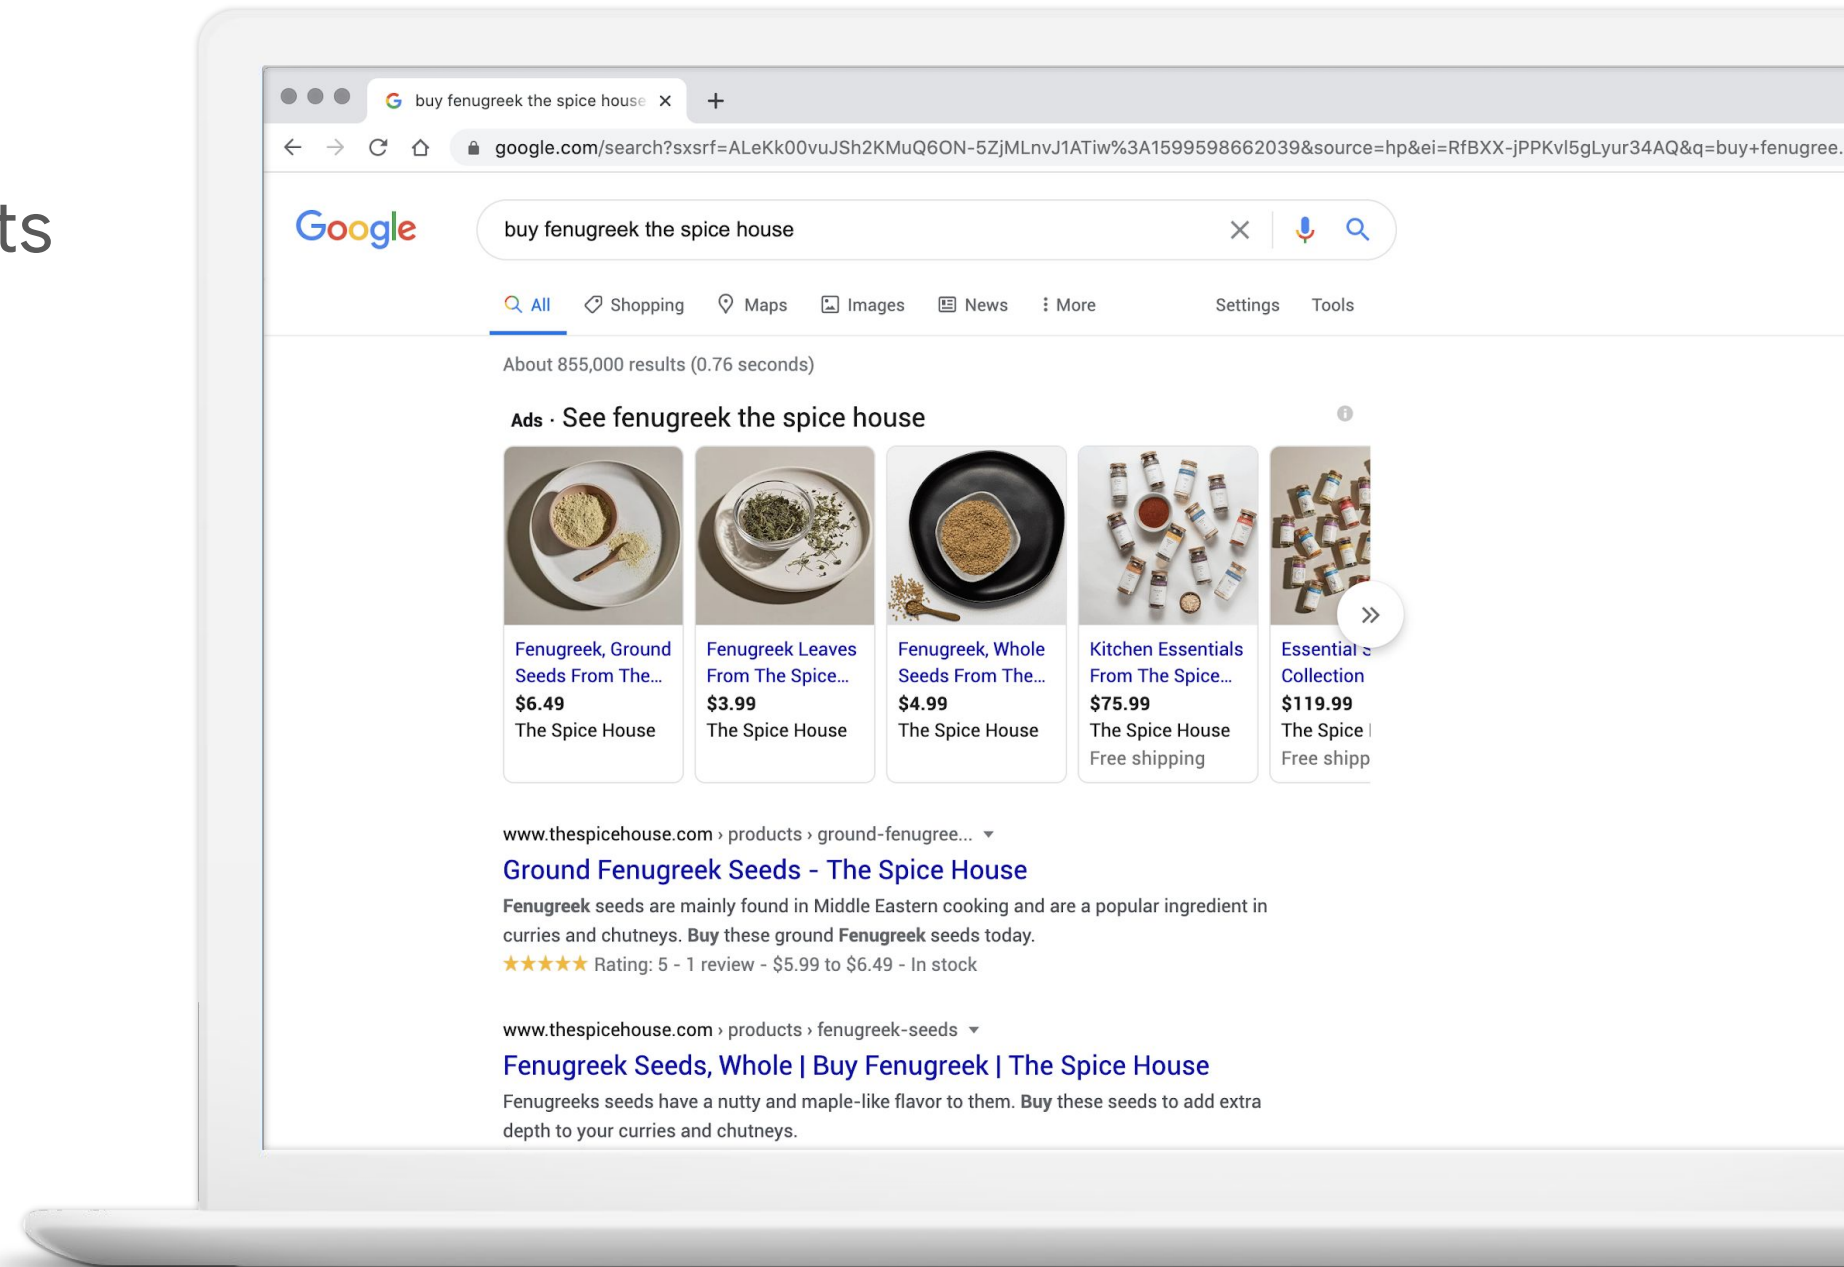 ts
buy fenugreek the spice house
google.com/search?sxsrf=ALeKk00vuJSh2KMuQ6ON-5ZjMLnvJ1ATiw%3A1599598662039&source=hp&ei=RfBXX-jPPKvl5gLyur34AQ&q=buy+fenugree.
Google
buy fenugreek the spice house
All Shopping Maps Images News More Settings Tools
About 855,000 results (0.76 seconds)
Ads · See fenugreek the spice house
Fenugreek, Ground
Seeds From The...
$6.49
The Spice House
Fenugreek Leaves
From The Spice...
$3.99
The Spice House
Fenugreek, Whole
Seeds From The...
$4.99
The Spice House
Kitchen Essentials
From The Spice...
$75.99
The Spice House
Free shipping
Essential S
Collection
$119.99
The Spice
Free shipp
www.thespicehouse.com › products › ground-fenugree...
Ground Fenugreek Seeds - The Spice House
Fenugreek seeds are mainly found in Middle Eastern cooking and are a popular ingredient in
curries and chutneys. Buy these ground Fenugreek seeds today.
Rating: 5 - 1 review - $5.99 to $6.49 - In stock
www.thespicehouse.com › products › fenugreek-seeds
Fenugreek Seeds, Whole | Buy Fenugreek | The Spice House
Fenugreeks seeds have a nutty and maple-like flavor to them. Buy these seeds to add extra
depth to your curries and chutneys.